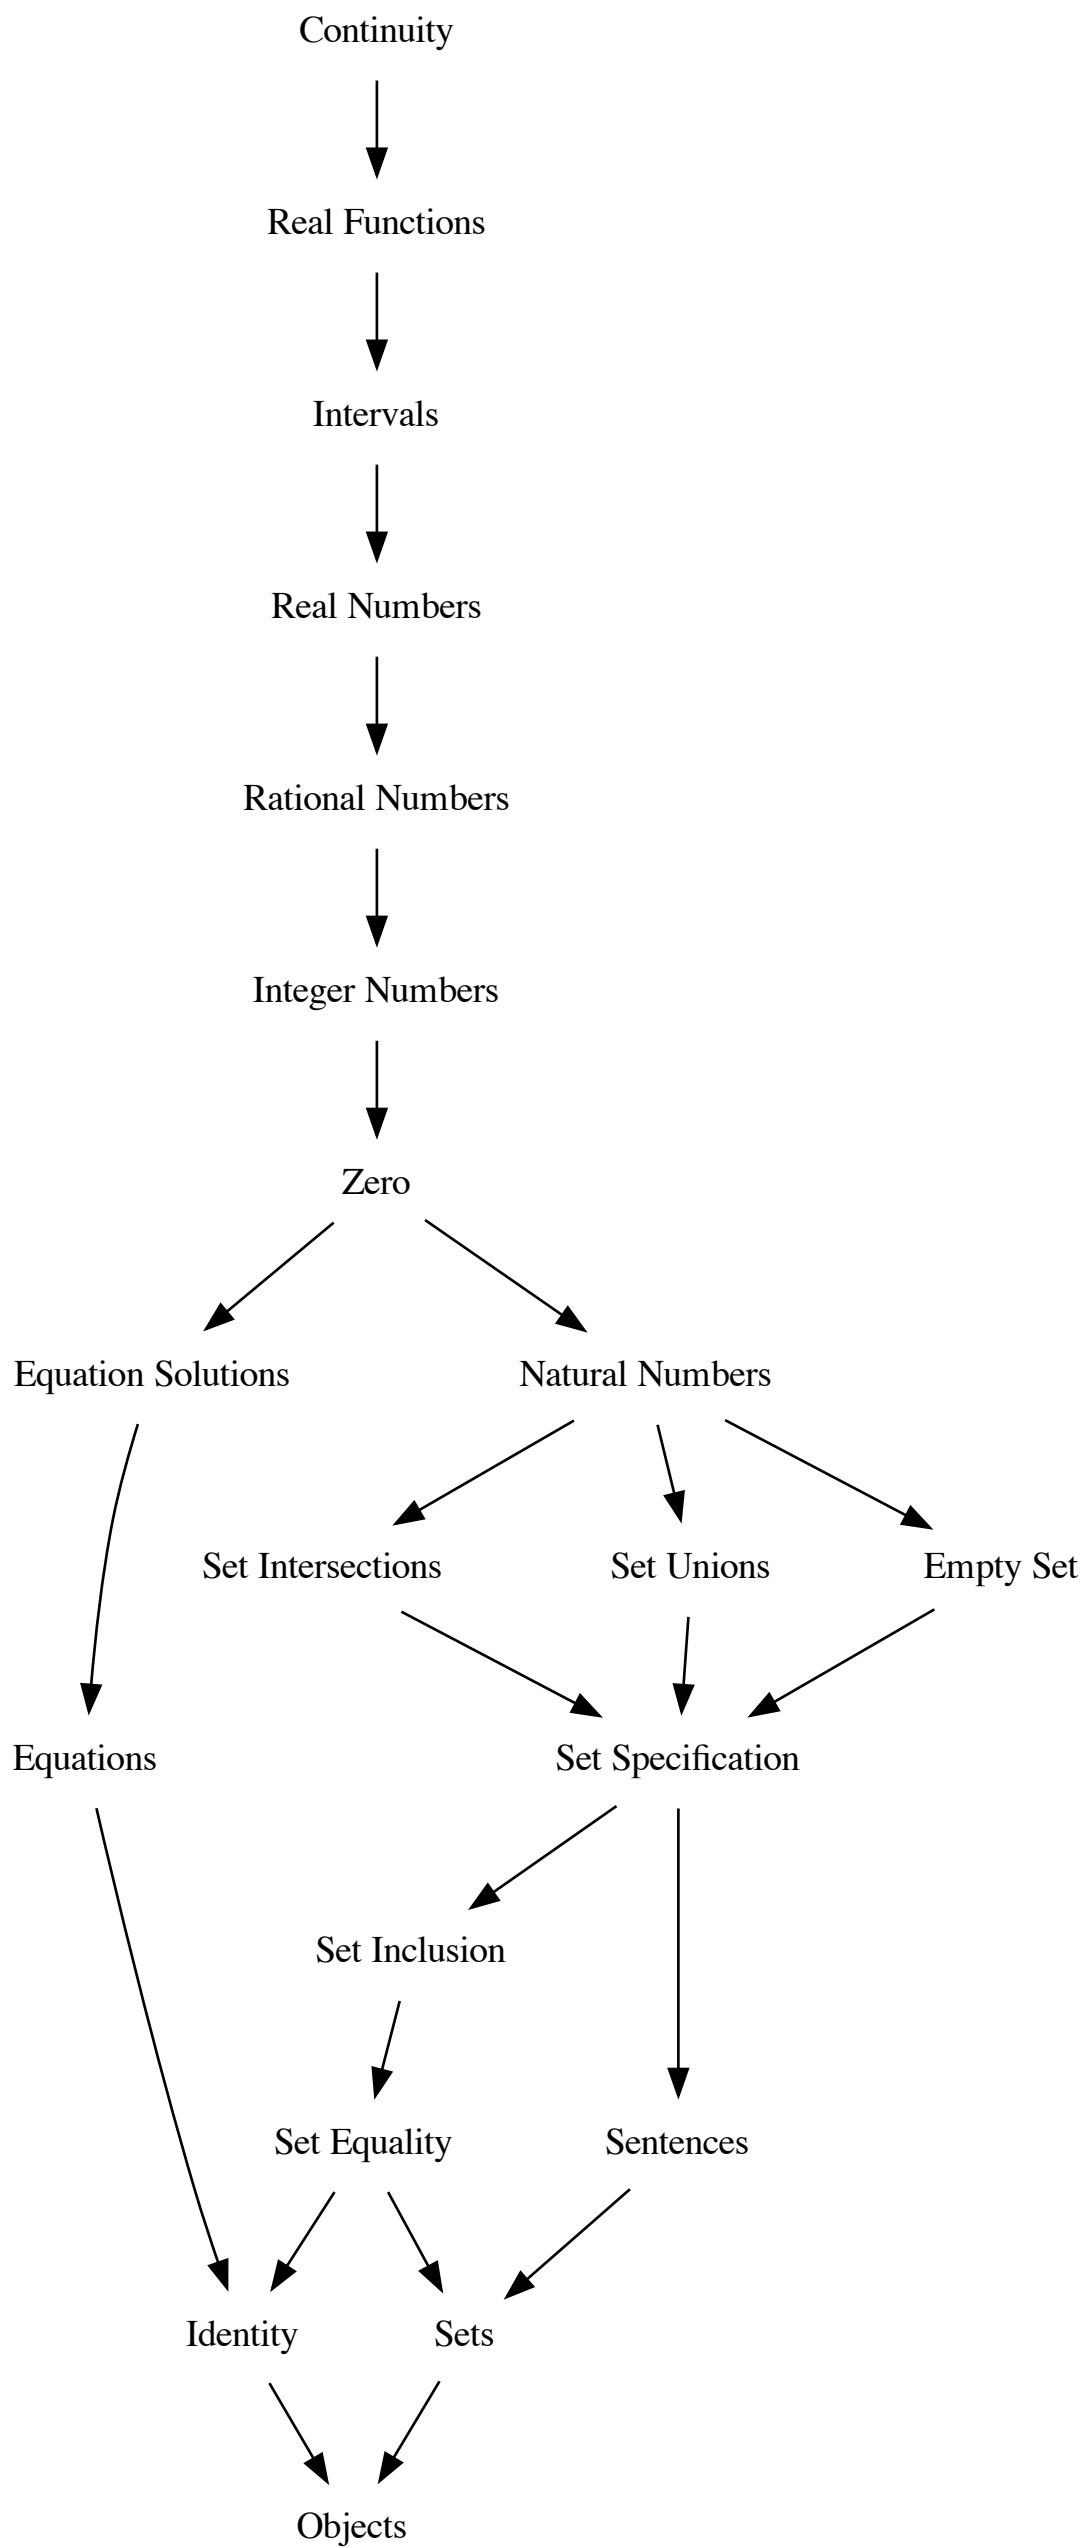 Continuity
Real Functions
Intervals
Real Numbers
Rational Numbers
Integer Numbers
Zero
Equation Solutions
Natural Numbers
Set Intersections
Set Unions
Empty Set
Equations
Set Specification
Set Inclusion
Set Equality
Sentences
Identity
Sets
Objects